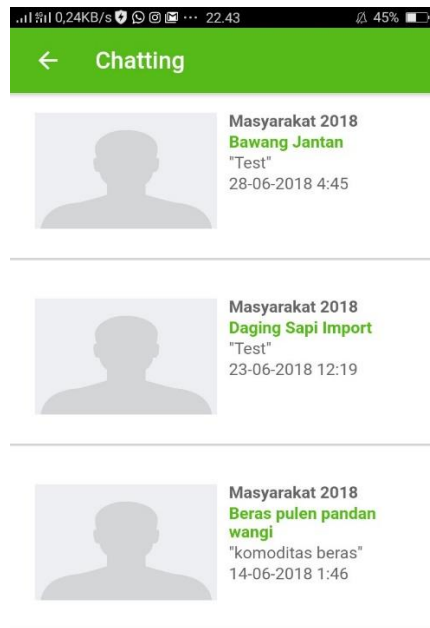 0,24KB/s ··· 22.43 45%
Chatting
Masyarakat 2018
Bawang Jantan
"Test"
28-06-2018 4:45
Masyarakat 2018
Daging Sapi Import
"Test"
23-06-2018 12:19
Masyarakat 2018
Beras pulen pandan
wangi
"komoditas beras"
14-06-2018 1:46